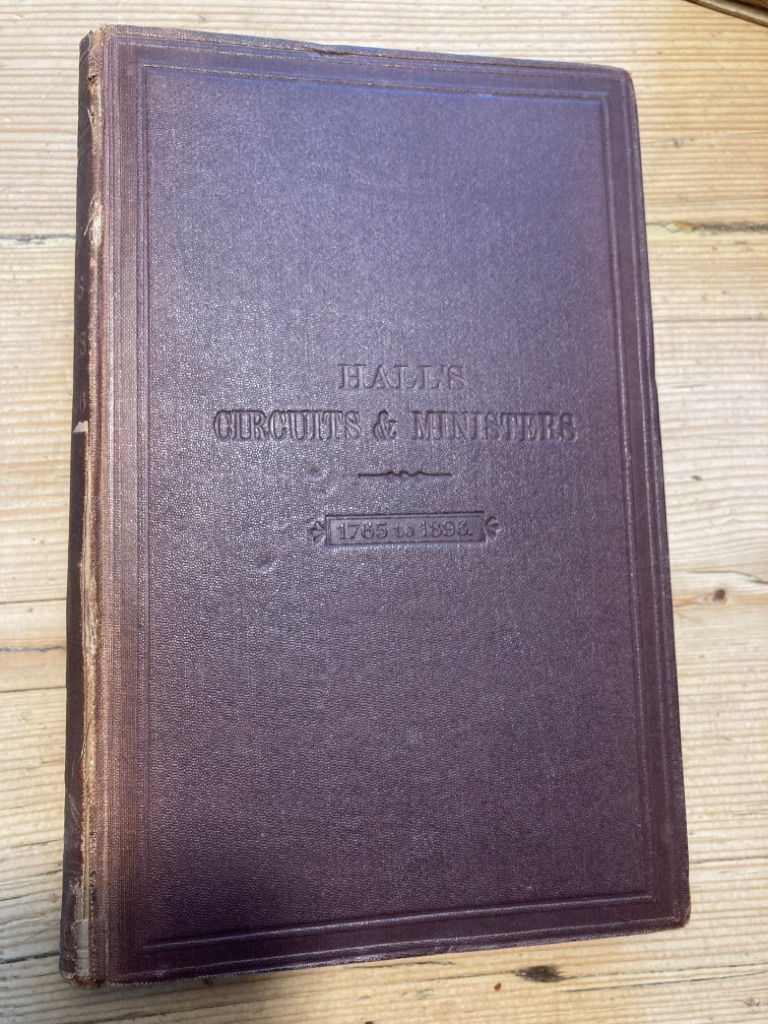 HALL'S
CIRCUITS & MINISTERS
1765 to 1896.